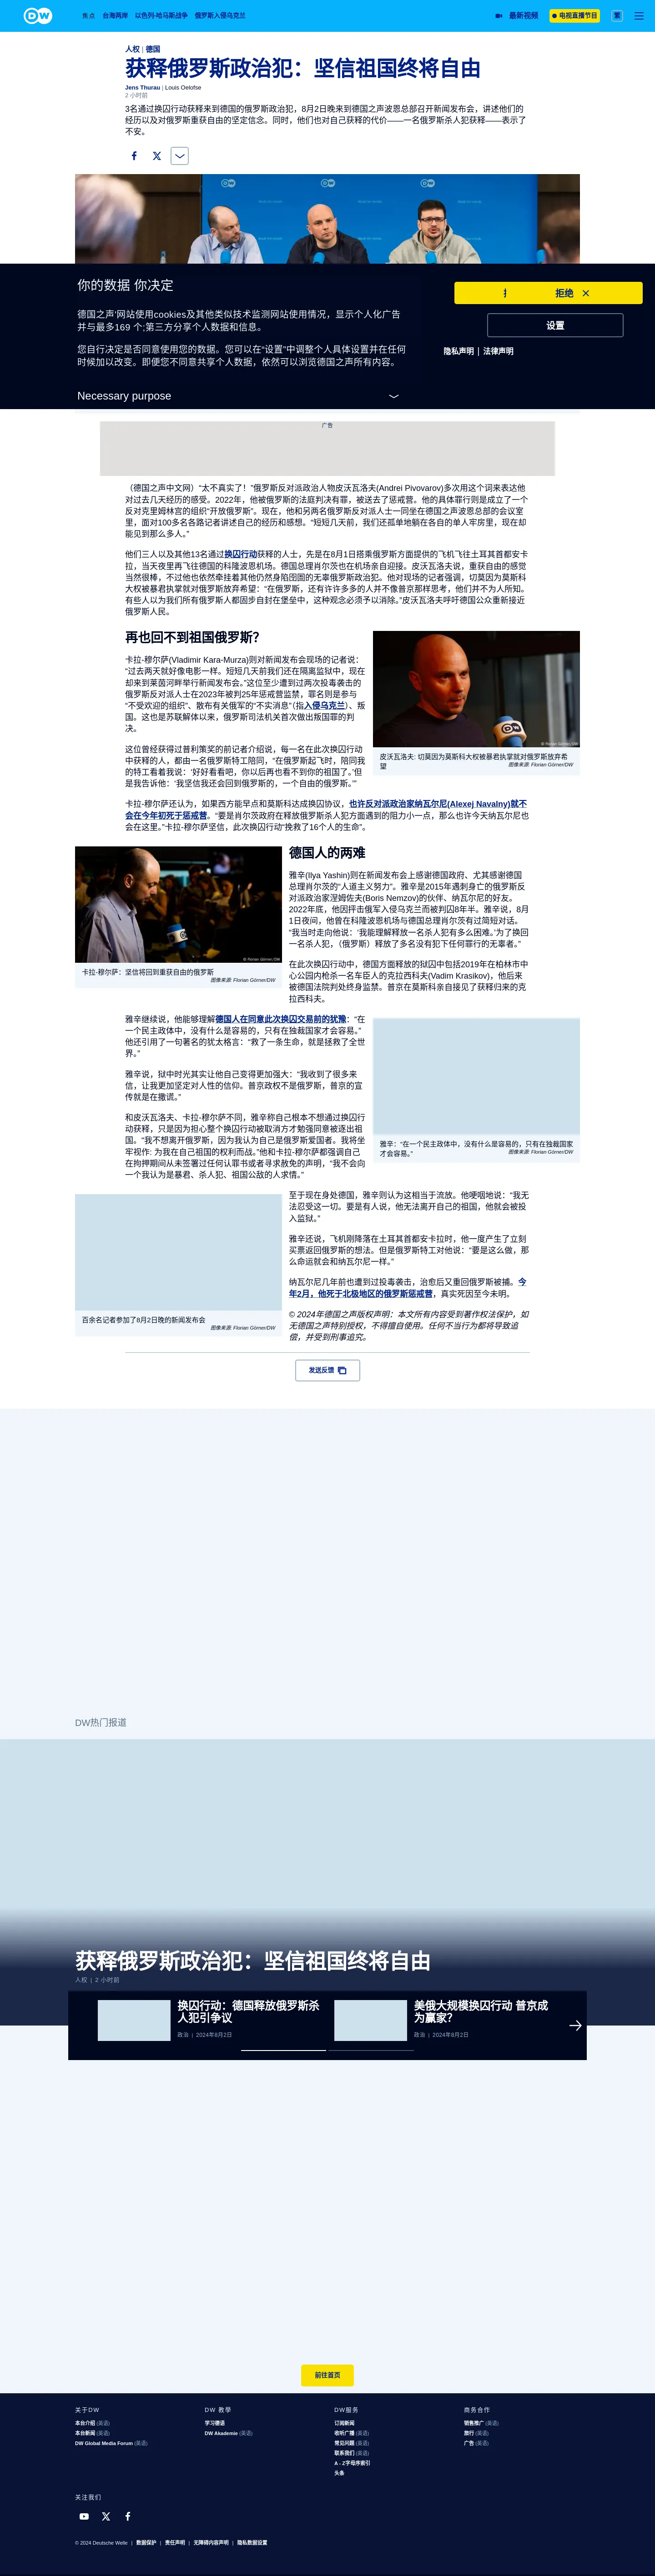 DW
焦点
台海两岸
以色列-哈马斯战争
俄罗斯入侵乌克兰
最新视频
电视直播节目
繁
人权 | 德国
获释俄罗斯政治犯：坚信祖国终将自由
Jens Thurau | Louis Oelofse
2 小时前
3名通过换囚行动获释来到德国的俄罗斯政治犯，8月2日晚来到德国之声波恩总部召开新闻发布会，讲述他们的
经历以及对俄罗斯重获自由的坚定信念。同时，他们也对自己获释的代价——一名俄罗斯杀人犯获释——表示了
不安。
你的数据 你决定
德国之声'网站使用cookies及其他类似技术监测网站使用情况，显示个人化广告
并与最多169 个;第三方分享个人数据和信息。
您自行决定是否同意使用您的数据。您可以在“设置”中调整个人具体设置并在任何
时候加以改变。即便您不同意共享个人数据，依然可以浏览德国之声所有内容。
Necessary purpose
拒绝
设置
隐私声明 | 法律声明
广告
（德国之声中文网）“太不真实了！”俄罗斯反对派政治人物皮沃瓦洛夫(Andrei Pivovarov)多次用这个词来表达他
对过去几天经历的感受。2022年，他被俄罗斯的法庭判决有罪，被送去了惩戒营。他的具体罪行则是成立了一个
反对克里姆林宫的组织“开放俄罗斯”。现在，他和另两名俄罗斯反对派人士一同坐在德国之声波恩总部的会议室
里，面对100多名各路记者讲述自己的经历和感想。“短短几天前，我们还孤单地躺在各自的单人牢房里，现在却
能见到那么多人。”
他们三人以及其他13名通过换囚行动获释的人士，先是在8月1日搭乘俄罗斯方面提供的飞机飞往土耳其首都安卡
拉，当天夜里再飞往德国的科隆波恩机场。德国总理肖尔茨也在机场亲自迎接。皮沃瓦洛夫说，重获自由的感觉
当然很棒，不过他也依然牵挂着其他仍然身陷囹圄的无辜俄罗斯政治犯。他对现场的记者强调，切莫因为莫斯科
大权被暴君执掌就对俄罗斯放弃希望：“在俄罗斯，还有许许多多的人并不像普京那样思考，他们并不为人所知。
有些人以为我们所有俄罗斯人都固步自封在堡垒中，这种观念必须予以消除。”皮沃瓦洛夫呼吁德国公众重新接近
俄罗斯人民。
再也回不到祖国俄罗斯？
卡拉-穆尔萨(Vladimir Kara-Murza)则对新闻发布会现场的记者说：
“过去两天就好像电影一样。短短几天前我们还在隔离监狱中，现在
却来到莱茵河畔举行新闻发布会。”这位至少遭到过两次投毒袭击的
俄罗斯反对派人士在2023年被判25年惩戒营监禁，罪名则是参与
“不受欢迎的组织”、散布有关俄军的“不实消息”（指入侵乌克兰）、叛
国。这也是苏联解体以来，俄罗斯司法机关首次做出叛国罪的判
决。
© Florian Görner/DW
皮沃瓦洛夫: 切莫因为莫斯科大权被暴君执掌就对俄罗斯放弃希
望
图像来源: Florian Görner/DW
这位曾经获得过普利策奖的前记者介绍说，每一名在此次换囚行动
中获释的人，都由一名俄罗斯特工陪同，“在俄罗斯起飞时，陪同我
的特工看着我说：‘好好看看吧，你以后再也看不到你的祖国了。’但
是我告诉他：‘我坚信我还会回到俄罗斯的，一个自由的俄罗斯。’”
卡拉-穆尔萨还认为，如果西方能早点和莫斯科达成换囚协议，也许反对派政治家纳瓦尔尼(Alexej Navalny)就不
会在今年初死于惩戒营。“要是肖尔茨政府在释放俄罗斯杀人犯方面遇到的阻力小一点，那么也许今天纳瓦尔尼也
会在这里。”卡拉-穆尔萨坚信，此次换囚行动“挽救了16个人的生命”。
德国人的两难
© Florian Görner/DW
卡拉-穆尔萨：坚信将回到重获自由的俄罗斯
图像来源: Florian Görner/DW
雅辛(Ilya Yashin)则在新闻发布会上感谢德国政府、尤其感谢德国
总理肖尔茨的“人道主义努力”。雅辛是2015年遇刺身亡的俄罗斯反
对派政治家涅姆佐夫(Boris Nemzov)的伙伴、纳瓦尔尼的好友。
2022年底，他因抨击俄军入侵乌克兰而被判囚8年半。雅辛说，8月
1日夜间，他曾在科隆波恩机场与德国总理肖尔茨有过简短对话。
“我当时走向他说：‘我能理解释放一名杀人犯有多么困难。’为了换回
一名杀人犯，（俄罗斯）释放了多名没有犯下任何罪行的无辜者。”
在此次换囚行动中，德国方面释放的狱囚中包括2019年在柏林市中
心公园内枪杀一名车臣人的克拉西科夫(Vadim Krasikov)，他后来
被德国法院判处终身监禁。普京在莫斯科亲自接见了获释归来的克
拉西科夫。
雅辛继续说，他能够理解德国人在同意此次换囚交易前的犹豫：“在
一个民主政体中，没有什么是容易的，只有在独裁国家才会容易。”
他还引用了一句著名的犹太格言：“救了一条生命，就是拯救了全世
界。”
雅辛说，狱中时光其实让他自己变得更加强大：“我收到了很多来
信，让我更加坚定对人性的信仰。普京政权不是俄罗斯，普京的宣
传就是在撒谎。”
雅辛：“在一个民主政体中，没有什么是容易的，只有在独裁国家
才会容易。”
图像来源: Florian Görner/DW
和皮沃瓦洛夫、卡拉-穆尔萨不同，雅辛称自己根本不想通过换囚行
动获释，只是因为担心整个换囚行动被取消方才勉强同意被逐出祖
国。“我不想离开俄罗斯，因为我认为自己是俄罗斯爱国者。我将坐
牢视作: 为我在自己祖国的权利而战。”他和卡拉-穆尔萨都强调自己
在拘押期间从未签署过任何认罪书或者寻求赦免的声明，“我不会向
一个我认为是暴君、杀人犯、祖国公敌的人求情。”
百余名记者参加了8月2日晚的新闻发布会
图像来源: Florian Görner/DW
至于现在身处德国，雅辛则认为这相当于流放。他哽咽地说：“我无
法忍受这一切。要是有人说，他无法离开自己的祖国，他就会被投
入监狱。”
雅辛还说，飞机刚降落在土耳其首都安卡拉时，他一度产生了立刻
买票返回俄罗斯的想法。但是俄罗斯特工对他说：“要是这么做，那
么命运就会和纳瓦尔尼一样。”
纳瓦尔尼几年前也遭到过投毒袭击，治愈后又重回俄罗斯被捕。今
年2月，他死于北极地区的俄罗斯惩戒营，真实死因至今未明。
© 2024年德国之声版权声明：本文所有内容受到著作权法保护，如
无德国之声特别授权，不得擅自使用。任何不当行为都将导致追
偿，并受到刑事追究。
发送反馈
DW热门报道
获释俄罗斯政治犯：坚信祖国终将自由
人权 | 2 小时前
换囚行动：德国释放俄罗斯杀
人犯引争议
政治 | 2024年8月2日
美俄大规模换囚行动 普京成
为赢家？
政治 | 2024年8月2日
前往首页
关于DW
本台介绍 (英语)
本台新闻 (英语)
DW Global Media Forum (英语)
DW 教學
学习德语
DW Akademie (英语)
DW服务
订阅新闻
收听广播 (英语)
常见问题 (英语)
联系我们 (英语)
A - Z字母序索引
头条
商务合作
销售推广 (英语)
旅行 (英语)
广告 (英语)
关注我们
© 2024 Deutsche Welle | 数据保护 | 责任声明 | 无障碍内容声明 | 隐私数据设置